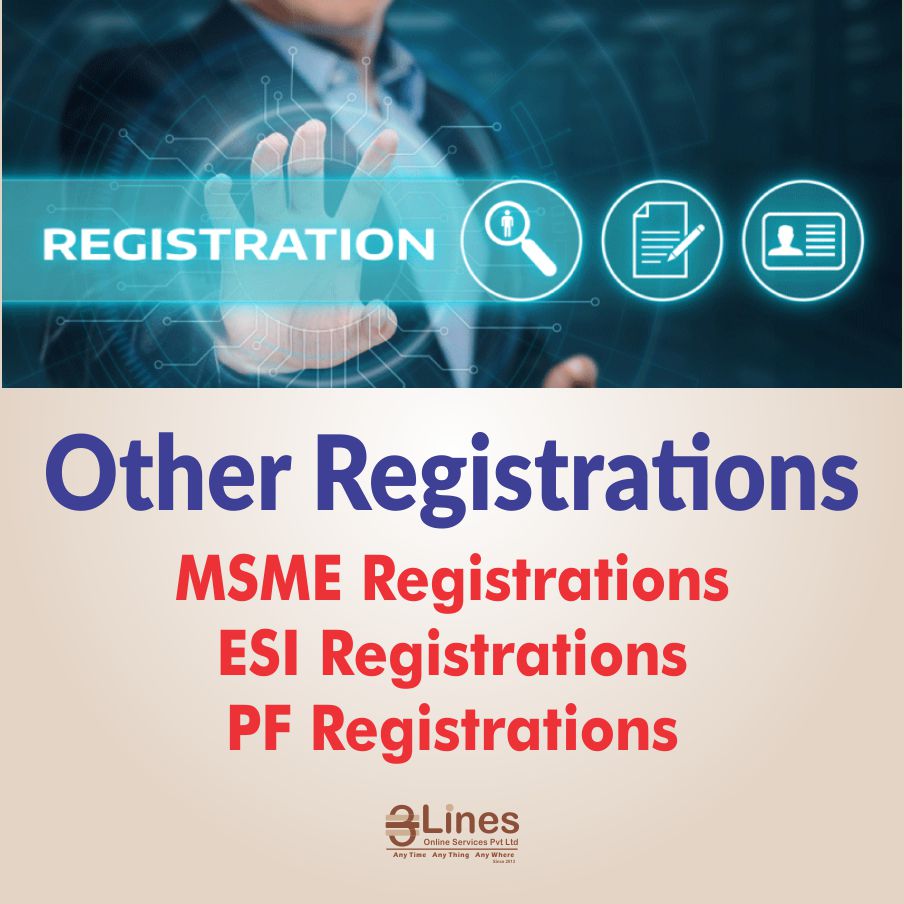 REGISTRATION
Other Registrations
MSME Registrations
ESI Registrations
PF Registrations
3Lines
Online Services Pvt Ltd
Any Time Any Thing Any Where
Since 2013